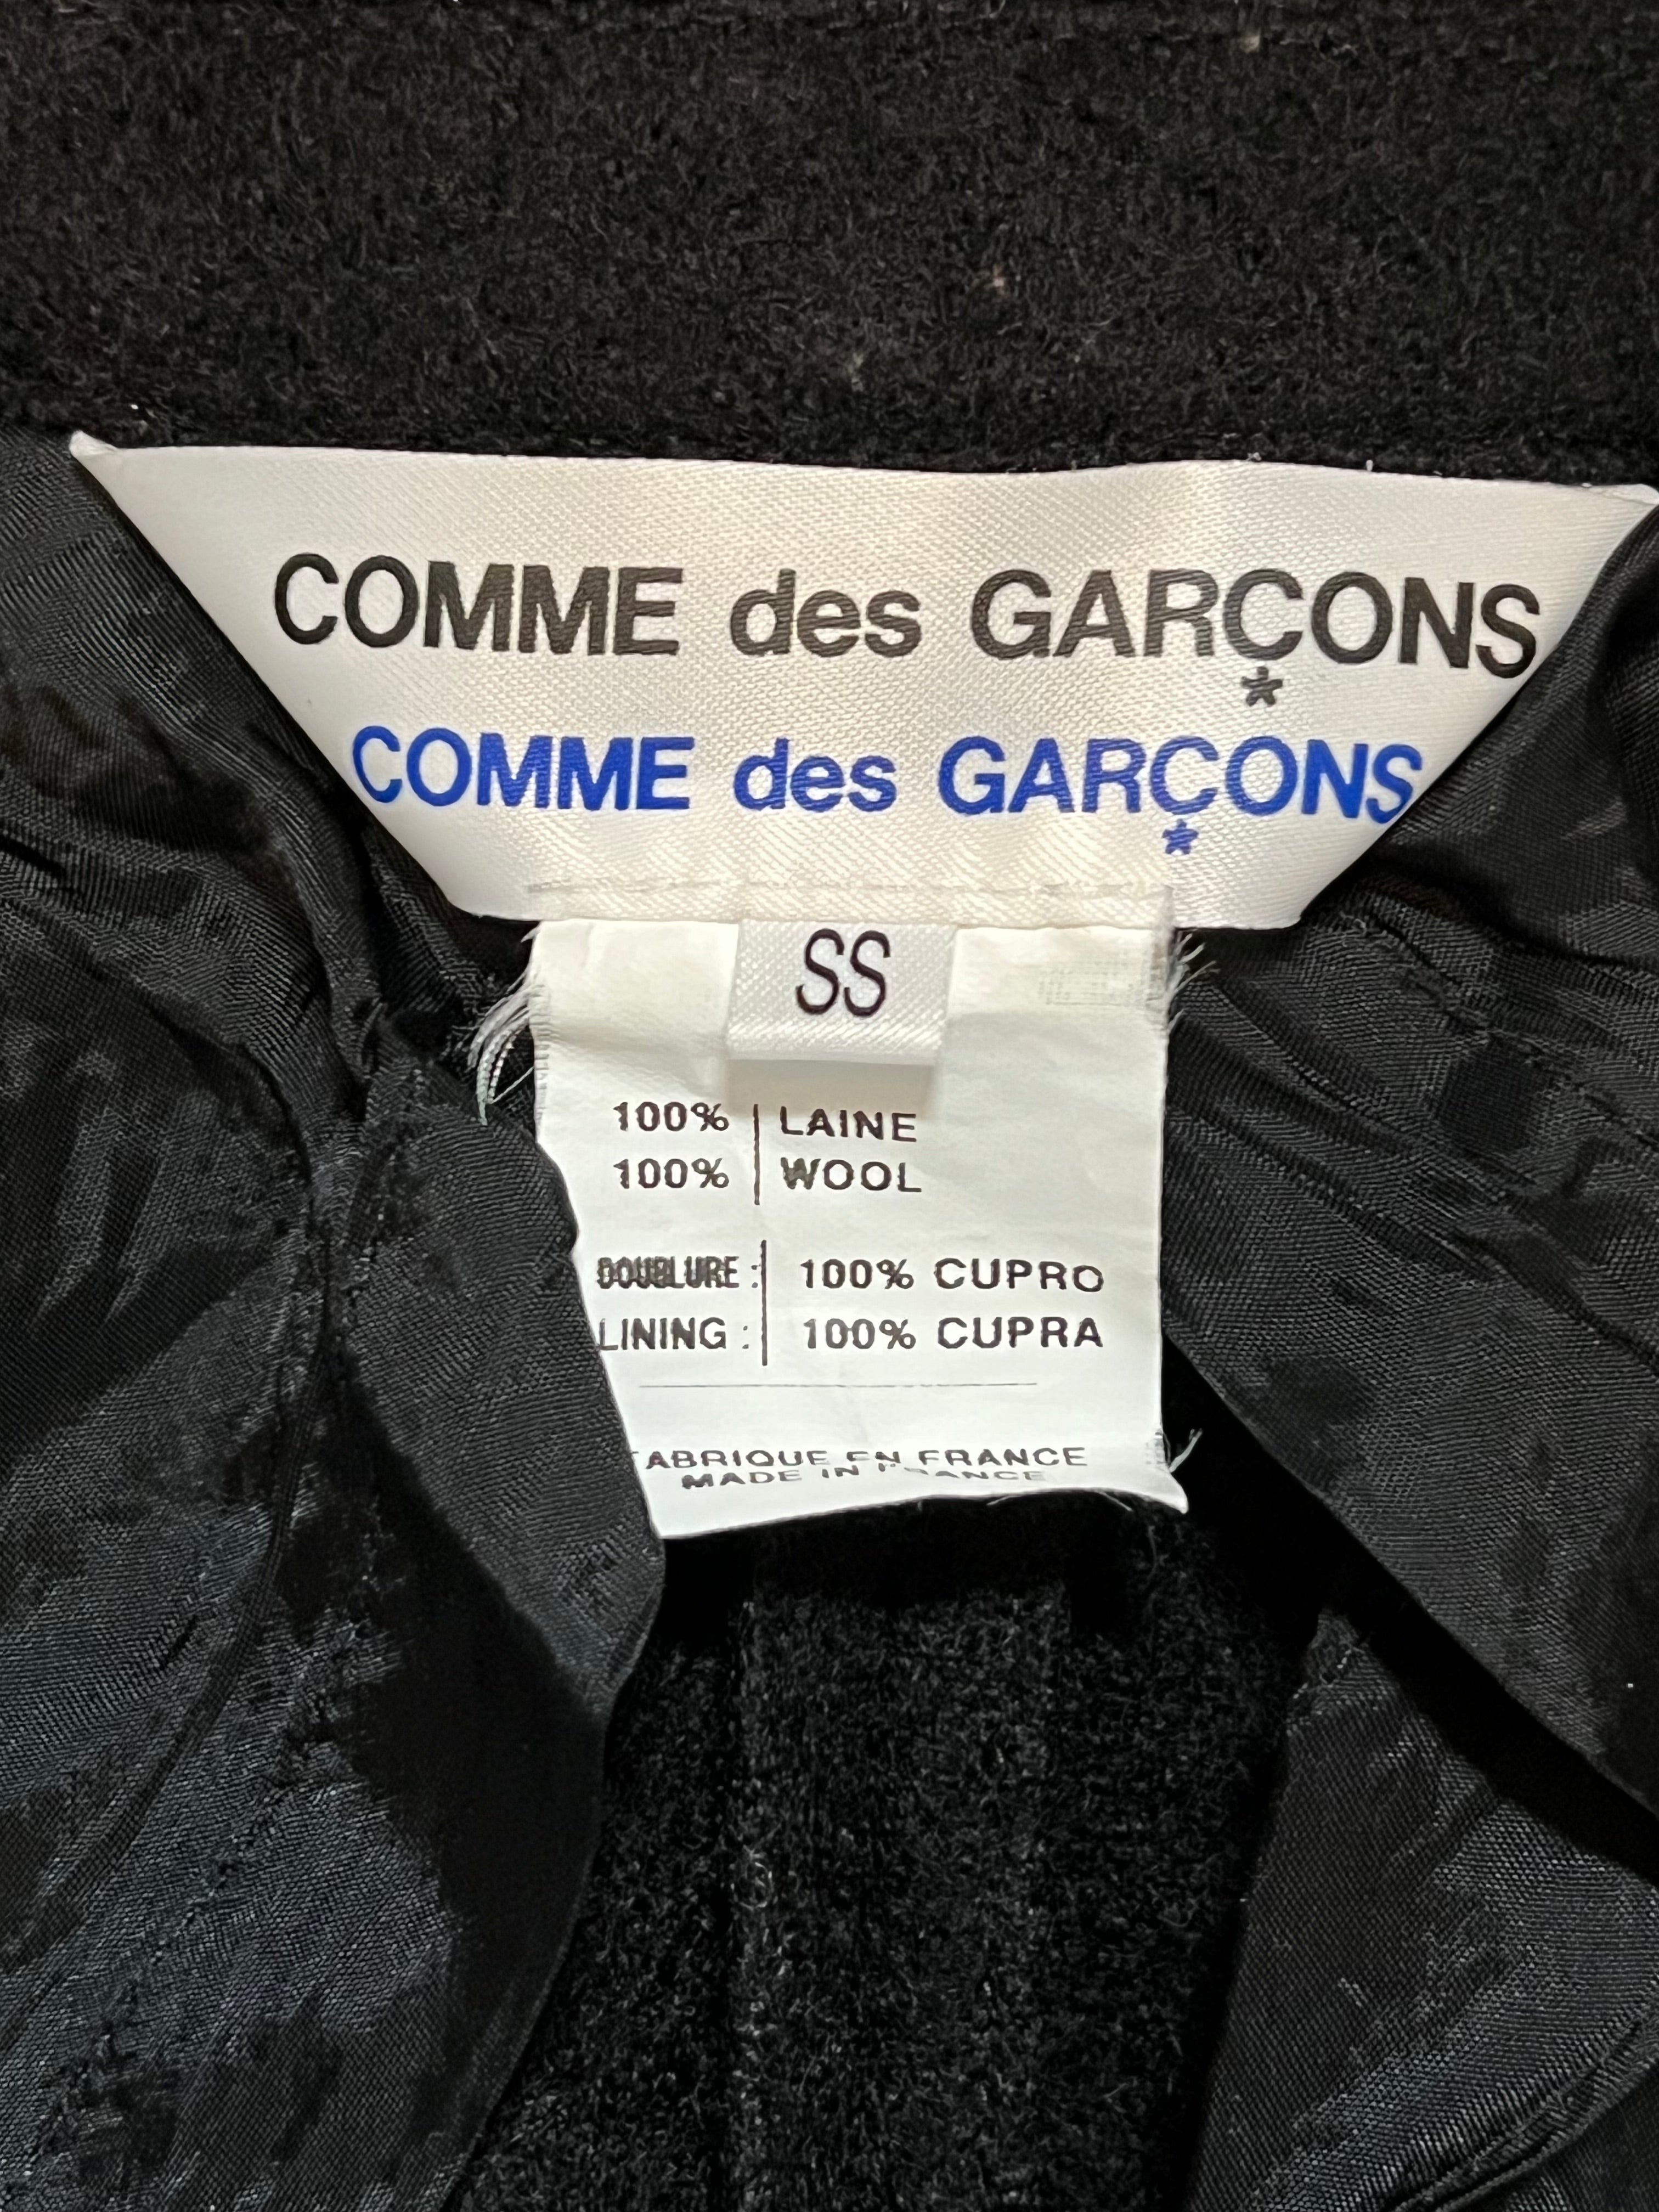 COMME des GARÇONS
COMME des GARÇONS
SS
100% | LAINE
100% | WOOL
DOUBLURE : | 100% CUPRO
LINING : | 100% CUPRA
FABRIQUE EN FRANCE
MADE IN FRANCE